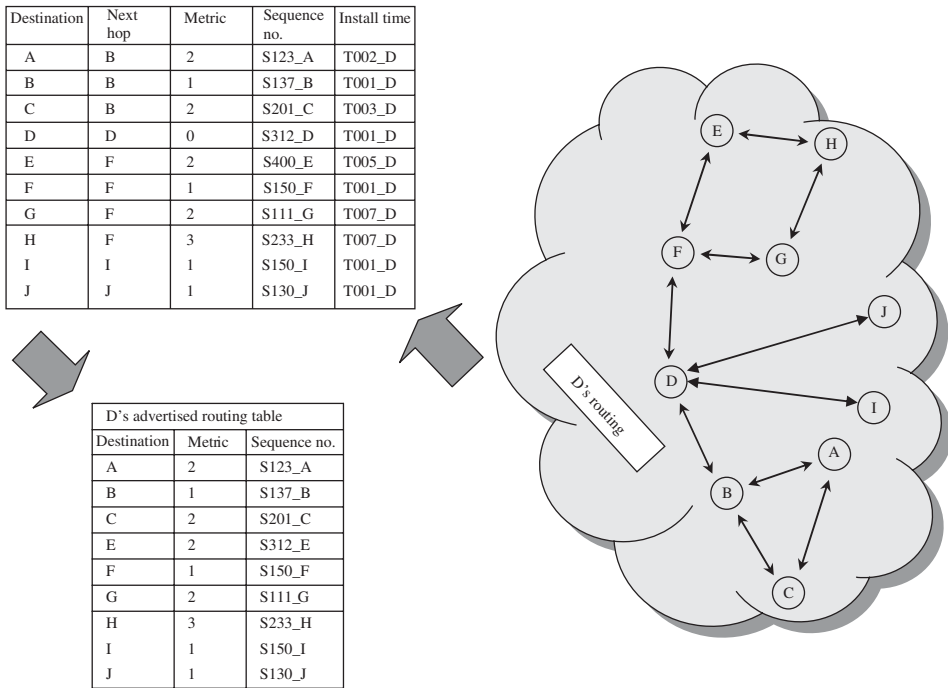 Destination Next hop Metric Sequence no. Install time
A B 2 S123_A T002_D
B B 1 S137_B T001_D
C B 2 S201_C T003_D
D D 0 S312_D T001_D
E F 2 S400_E T005_D
F F 1 S150_F T001_D
G F 2 S111_G T007_D
H F 3 S233_H T007_D
I I 1 S150_I T001_D
J J 1 S130_J T001_D
E
H
F
G
J
D
I
D's routing
A
B
C
D's advertised routing table
Destination Metric Sequence no.
A 2 S123_A
B 1 S137_B
C 2 S201_C
E 2 S312_E
F 1 S150_F
G 2 S111_G
H 3 S233_H
I 1 S150_I
J 1 S130_J